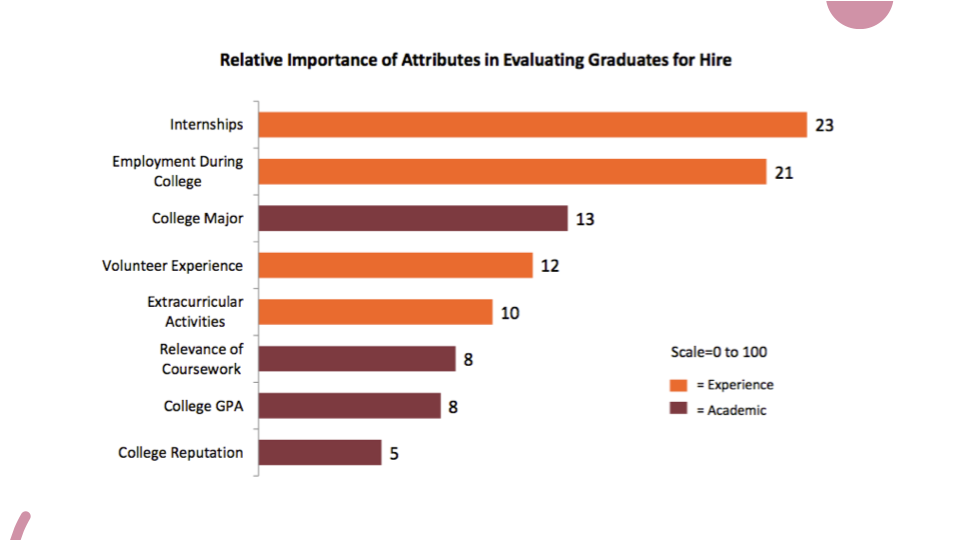 Relative Importance of Attributes in Evaluating Graduates for Hire
Internships
23
Employment During
College
21
College Major
13
Volunteer Experience
12
Extracurricular
Activities
10
Relevance of
Coursework
8
College GPA
8
College Reputation
5
Scale=0 to 100
= Experience
= Academic